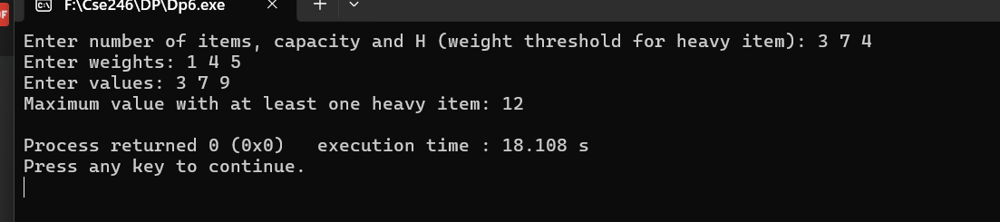 F:\Cse246\DP\Dp6.exe
Enter number of items, capacity and H (weight threshold for heavy item): 3 7 4
Enter weights: 1 4 5
Enter values: 3 7 9
Maximum value with at least one heavy item: 12
Process returned 0 (0x0)   execution time : 18.108 s
Press any key to continue.